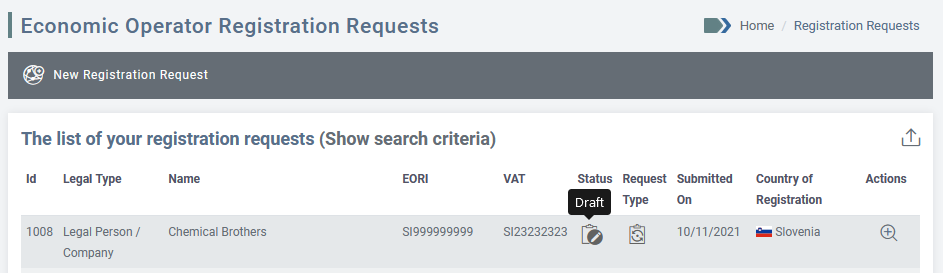 Economic Operator Registration Requests
Home / Registration Requests
New Registration Request
The list of your registration requests (Show search criteria)
Id Legal Type Name EORI VAT Status Request Type Submitted On Country of Registration Actions
Draft
1008 Legal Person / Company Chemical Brothers SI999999999 SI23232323 10/11/2021 Slovenia